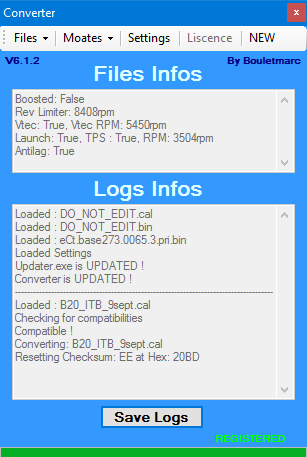 Converter
Files Moates Settings Liscence NEW
V6.1.2 By Bouletmarc
Files Infos
Boosted: False
Rev Limiter: 8408rpm
Vtec: True, Vtec RPM: 5450rpm
Launch: True, TPS : True, RPM: 3504rpm
Antilag: True
Logs Infos
Loaded : DO_NOT_EDIT.cal
Loaded : DO_NOT_EDIT.bin
Loaded : eCt.base273.0065.3.pri.bin
Loaded Settings
Updater.exe is UPDATED !
Converter is UPDATED !
--------------------------------------------------------------------------------
Loaded : B20_ITB_9sept.cal
Checking for compatibilities
Compatible !
Converting: B20_ITB_9sept.cal
Resetting Checksum: EE at Hex: 20BD
Save Logs
REGISTERED